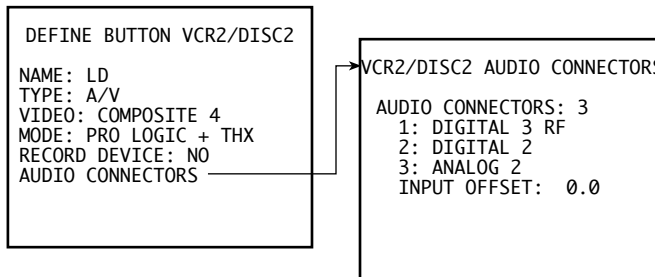 DEFINE BUTTON VCR2/DISC2
NAME: LD
TYPE: A/V
VIDEO: COMPOSITE 4
MODE: PRO LOGIC + THX
RECORD DEVICE: NO
AUDIO CONNECTORS
VCR2/DISC2 AUDIO CONNECTORS
AUDIO CONNECTORS: 3
1: DIGITAL 3 RF
2: DIGITAL 2
3: ANALOG 2
INPUT OFFSET: 0.0